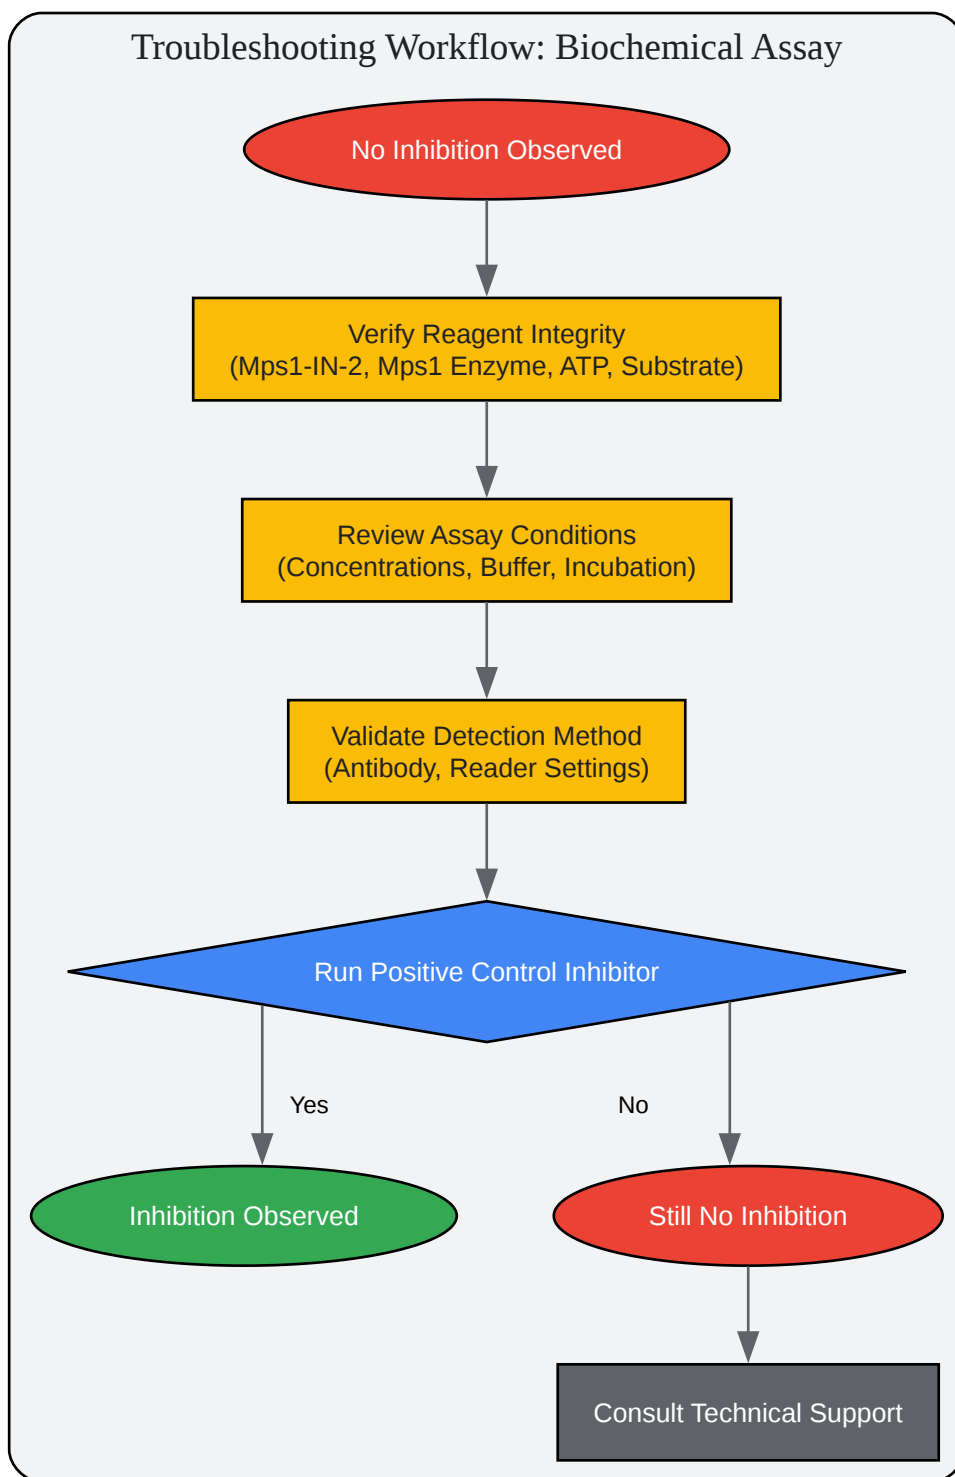 Troubleshooting Workflow: Biochemical Assay
No Inhibition Observed
Verify Reagent Integrity
(Mps1-IN-2, Mps1 Enzyme, ATP, Substrate)
Review Assay Conditions
(Concentrations, Buffer, Incubation)
Validate Detection Method
(Antibody, Reader Settings)
Run Positive Control Inhibitor
Yes
No
Inhibition Observed
Still No Inhibition
Consult Technical Support